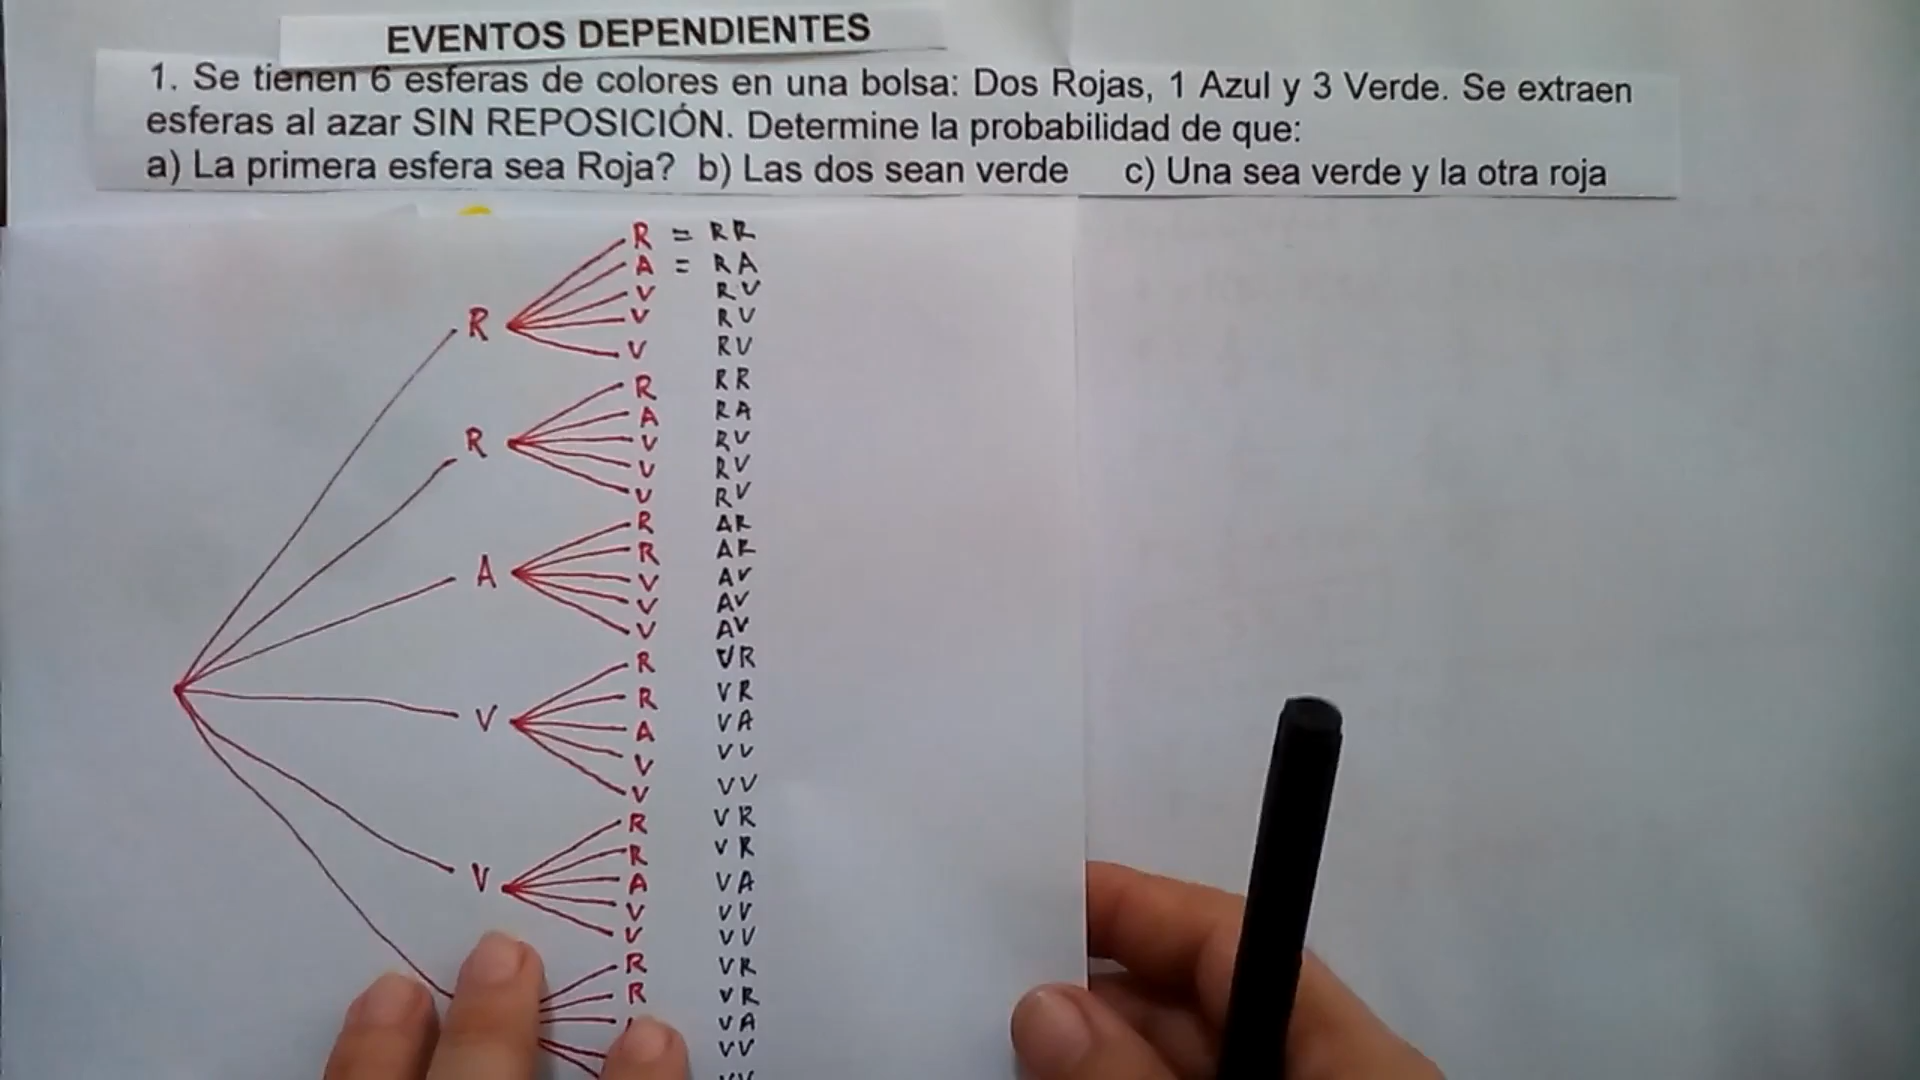 EVENTOS DEPENDIENTES
1. Se tienen 6 esferas de colores en una bolsa: Dos Rojas, 1 Azul y 3 Verde. Se extraen
esferas al azar SIN REPOSICIÓN. Determine la probabilidad de que:
a) La primera esfera sea Roja? b) Las dos sean verde c) Una sea verde y la otra roja
R = RR
A = RA
V RV
R V RV
V RV
R RR
A RA
R V RV
V RV
V RV
R AR
R AR
A V AV
V AV
V AV
R VR
R VR
V A VA
V VV
V VV
R VR
R VR
V A VA
V VV
V VV
R VR
R VR
VA
VV